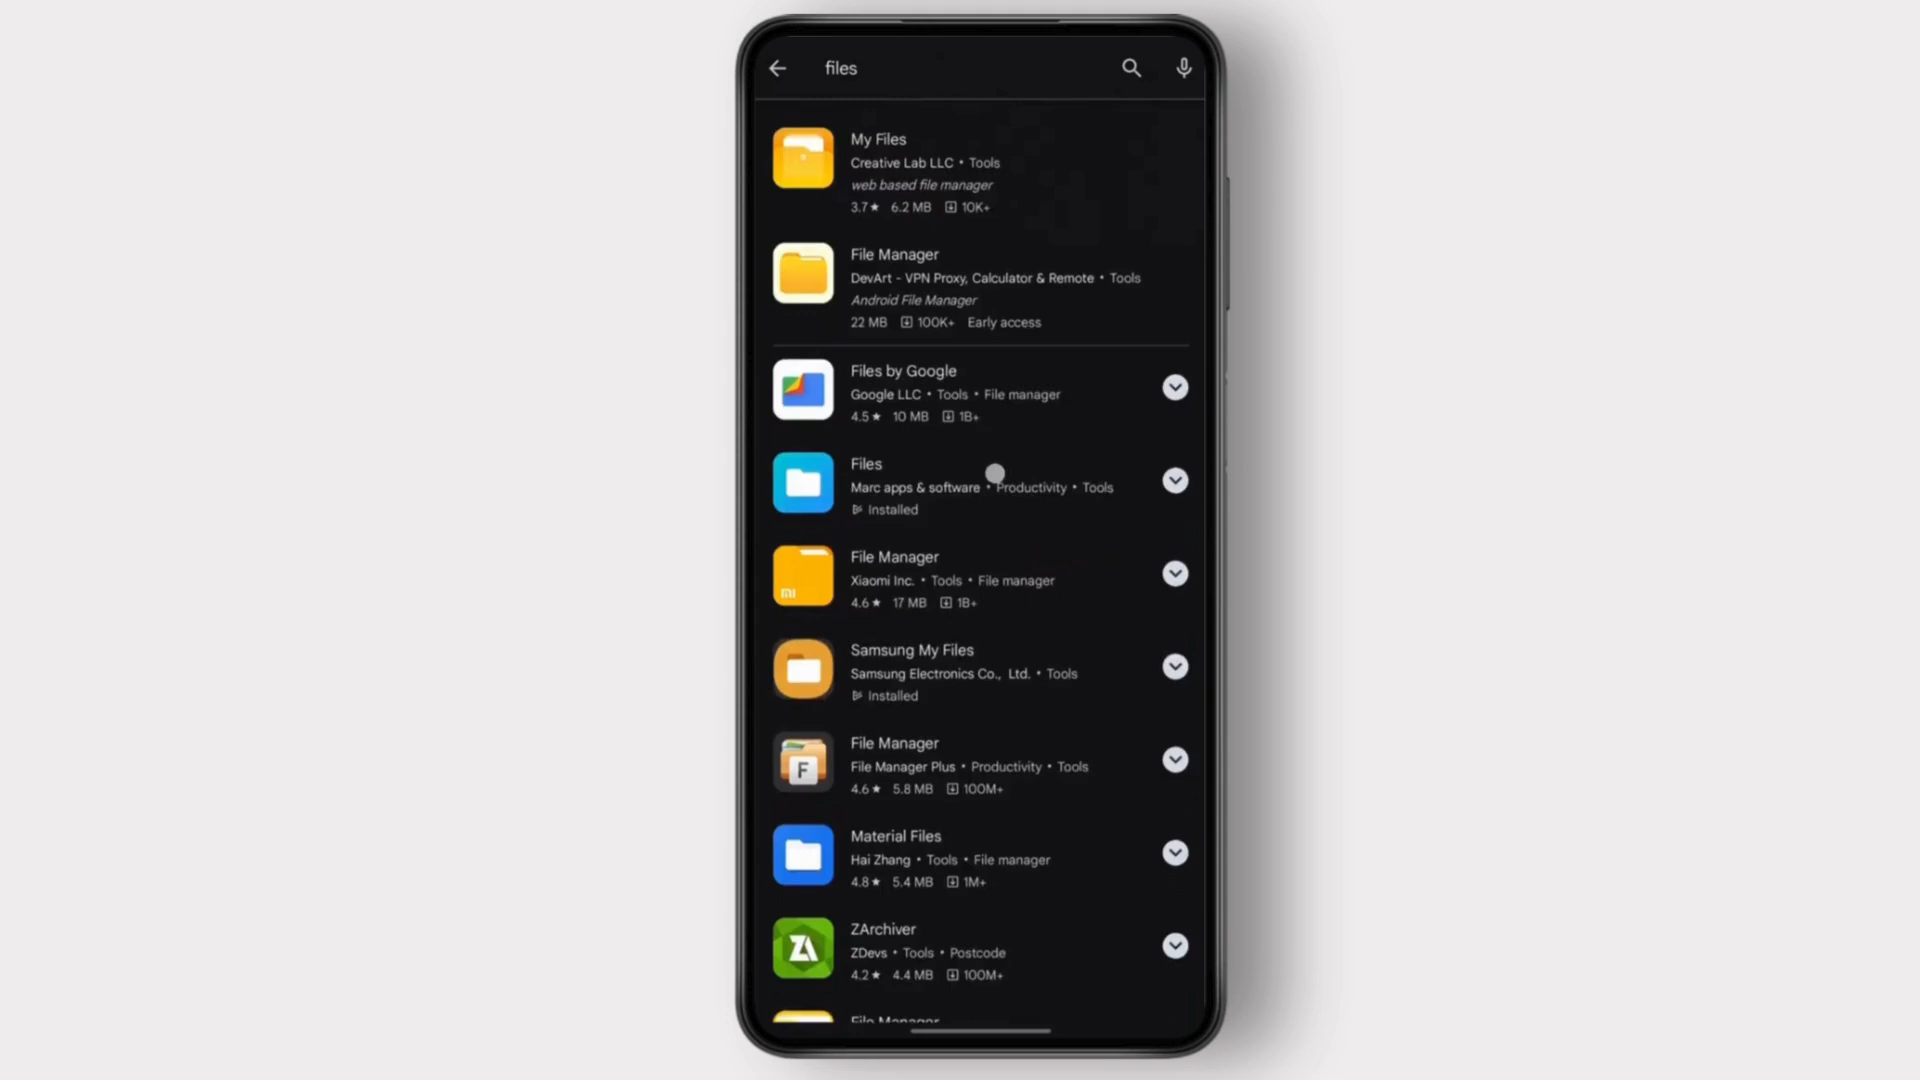 files
My Files
Creative Lab LLC • Tools
web based file manager
3.7★ 6.2 MB 10K+
File Manager
DevArt - VPN Proxy, Calculator & Remote • Tools
Android File Manager
22 MB 100K+ Early access
Files by Google
Google LLC • Tools • File manager
4.5★ 10 MB 1B+
Files
Marc apps & software • Productivity • Tools
Installed
File Manager
Xiaomi Inc. • Tools • File manager
4.6★ 17 MB 1B+
mi
Samsung My Files
Samsung Electronics Co., Ltd. • Tools
Installed
File Manager
File Manager Plus • Productivity • Tools
F
4.6★ 5.8 MB 100M+
Material Files
Hai Zhang • Tools • File manager
4.8★ 5.4 MB 1M+
ZArchiver
ZA
ZDevs • Tools • Postcode
4.2★ 4.4 MB 100M+
File Manager